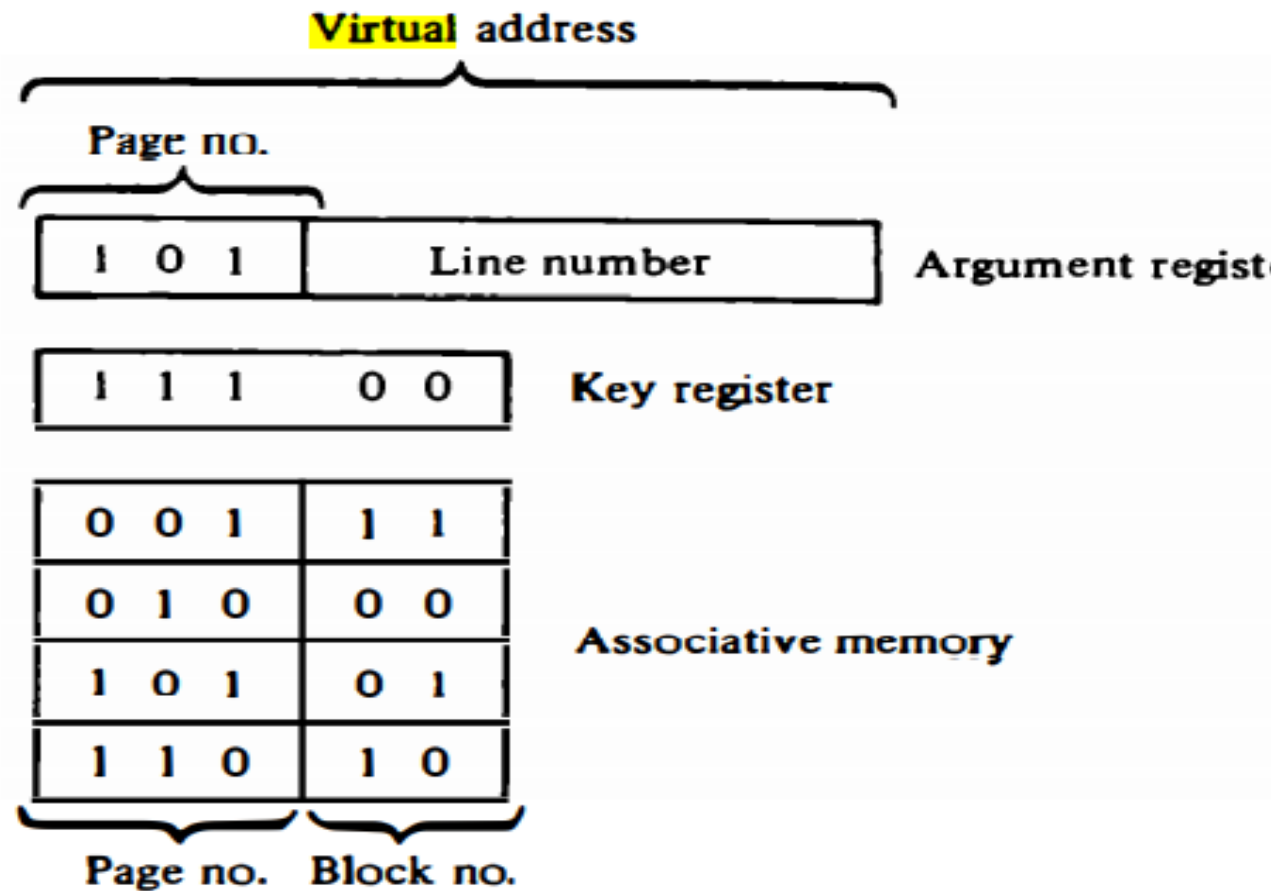 Virtual address
Page no.
1 0 1 Line number Argument regist
1 1 1 0 0 Key register
0 0 1 1 1
0 1 0 0 0
Associative memory
1 0 1 0 1
1 1 0 1 0
Page no. Block no.